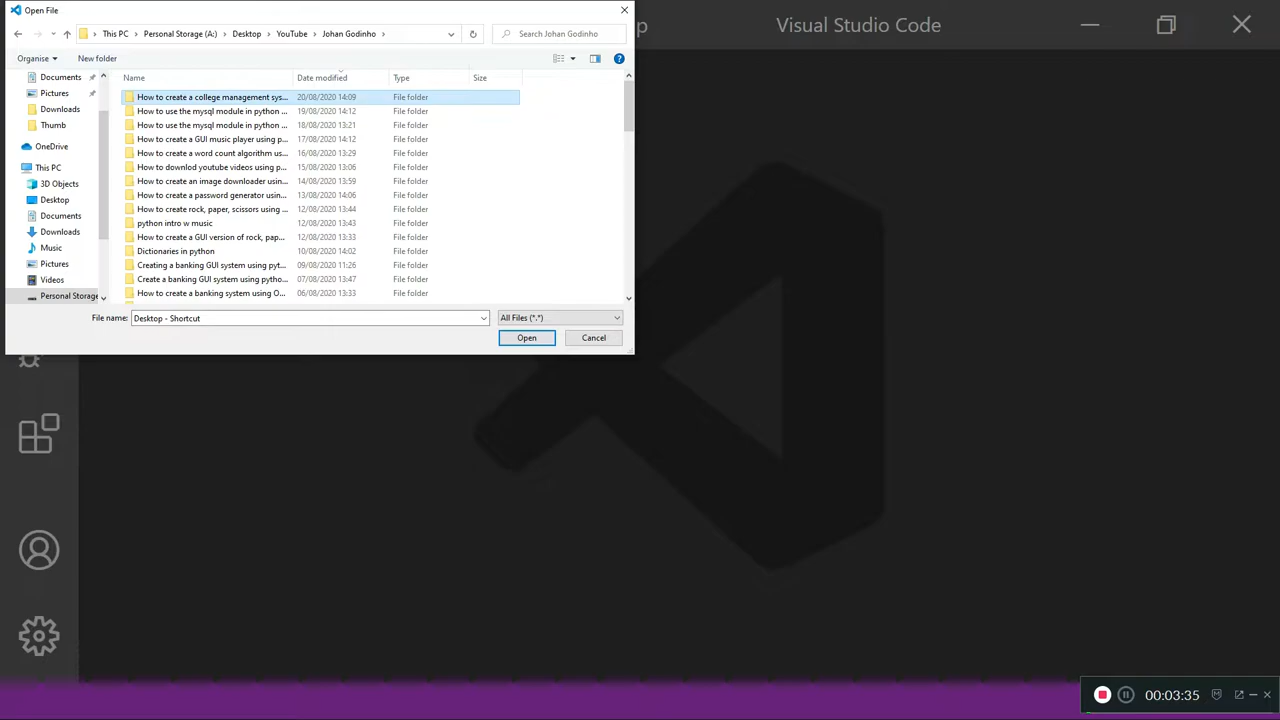 Open File
p
Visual Studio Code
This PC > Personal Storage (A:) > Desktop > YouTube > Johan Godinho >
Search Johan Godinho
Organise
New folder
Name Date modified Type Size
Documents
Pictures
Downloads
Thumb
OneDrive
This PC
3D Objects
Desktop
Documents
Downloads
Music
Pictures
Videos
Personal Storage
How to create a college management sys... 20/08/2020 14:09 File folder
How to use the mysql module in python ... 19/08/2020 14:12 File folder
How to use the mysql module in python ... 18/08/2020 13:21 File folder
How to create a GUI music player using p... 17/08/2020 14:12 File folder
How to create a word count algorithm us... 16/08/2020 13:29 File folder
How to downlod youtube videos using p... 15/08/2020 13:06 File folder
How to create an image downloader usin... 14/08/2020 13:59 File folder
How to create a password generator usin... 13/08/2020 14:06 File folder
How to create rock, paper, scissors using ... 12/08/2020 13:44 File folder
python intro w music 12/08/2020 13:43 File folder
How to create a GUI version of rock, pap... 12/08/2020 13:33 File folder
Dictionaries in python 10/08/2020 14:02 File folder
Creating a banking GUI system using pyt... 09/08/2020 11:26 File folder
Create a banking GUI system using pytho... 07/08/2020 13:47 File folder
How to create a banking system using O... 06/08/2020 13:33 File folder
File name: Desktop - Shortcut
All Files (*.*)
Open
Cancel
00:03:35